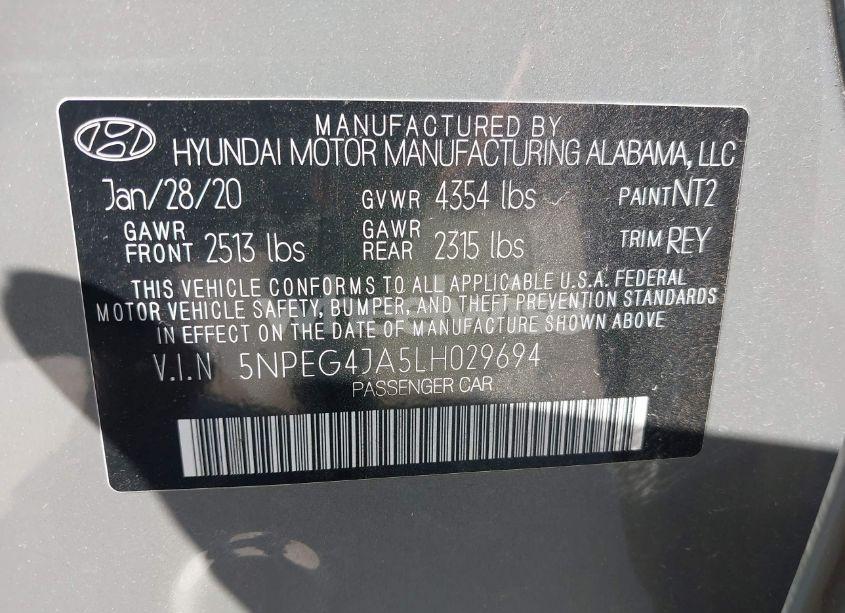 MANUFACTURED BY
HYUNDAI MOTOR MANUFACTURING ALABAMA, LLC
Jan/28/20 GVWR 4354 lbs PAINT NT2
GAWR FRONT 2513 lbs GAWR REAR 2315 lbs TRIM REY
THIS VEHICLE CONFORMS TO ALL APPLICABLE U.S.A. FEDERAL
MOTOR VEHICLE SAFETY, BUMPER, AND THEFT PREVENTION STANDARDS
IN EFFECT ON THE DATE OF MANUFACTURE SHOWN ABOVE
V.I.N 5NPEG4JA5LH029694
PASSENGER CAR